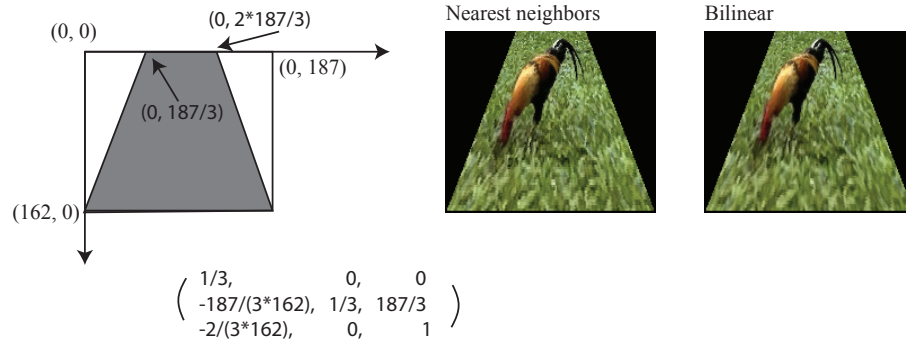 (0, 2*187/3)
(0, 0)
(0, 187)
(0, 187/3)
(162, 0)
Nearest neighbors
Bilinear
1/3, 0, 0
-187/(3*162), 1/3, 187/3
-2/(3*162), 0, 1